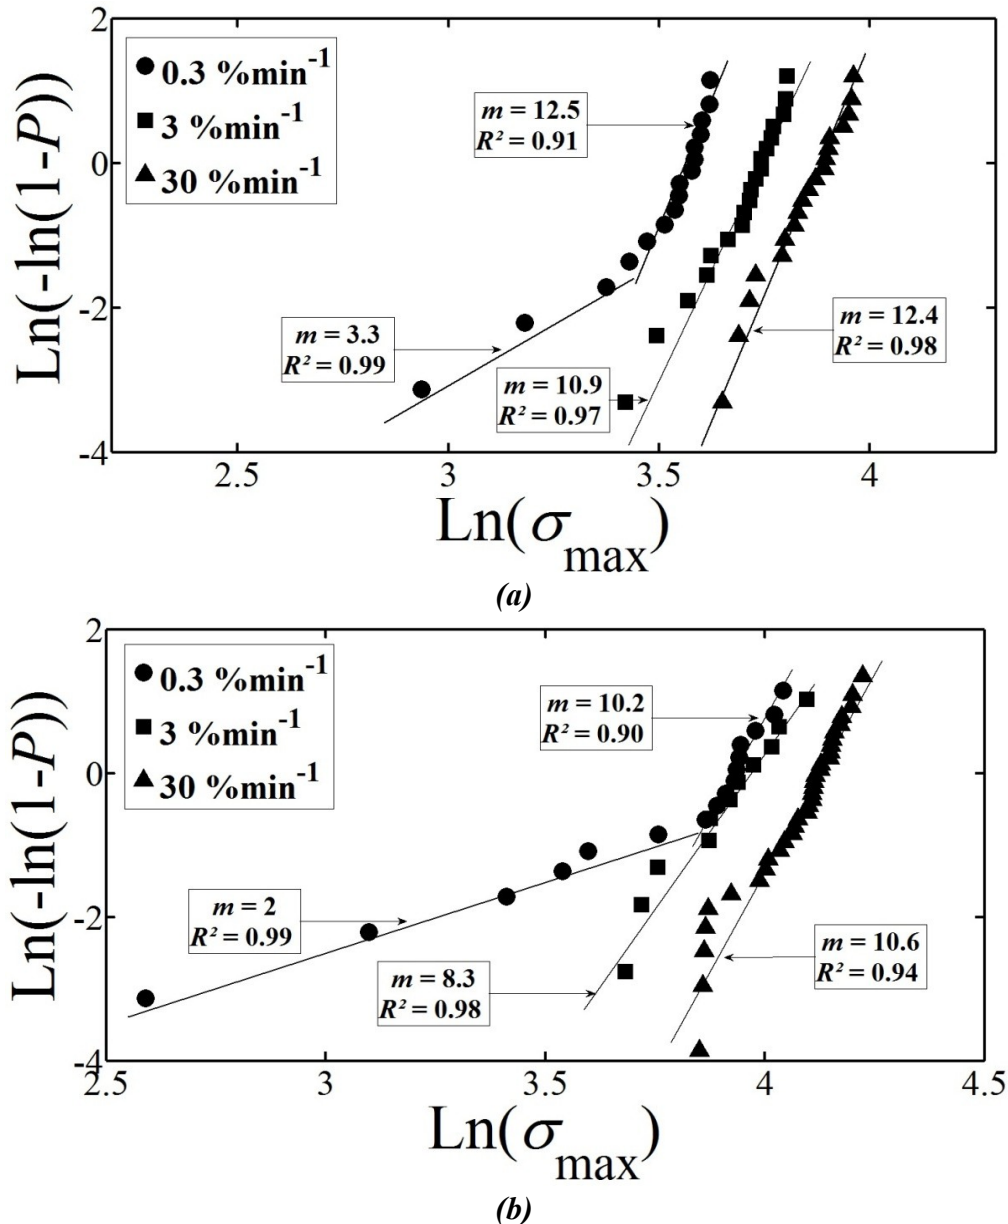 2
0
-2
-4
2.5
3
3.5
4
Ln(-ln(1-P))
Ln(σmax)
0.3 %min-1
3 %min-1
30 %min-1
m = 12.5
R² = 0.91
m = 3.3
R² = 0.99
m = 10.9
R² = 0.97
m = 12.4
R² = 0.98
(a)
2
0
-2
-4
2.5
3
3.5
4
4.5
Ln(-ln(1-P))
Ln(σmax)
0.3 %min-1
3 %min-1
30 %min-1
m = 10.2
R² = 0.90
m = 2
R² = 0.99
m = 8.3
R² = 0.98
m = 10.6
R² = 0.94
(b)